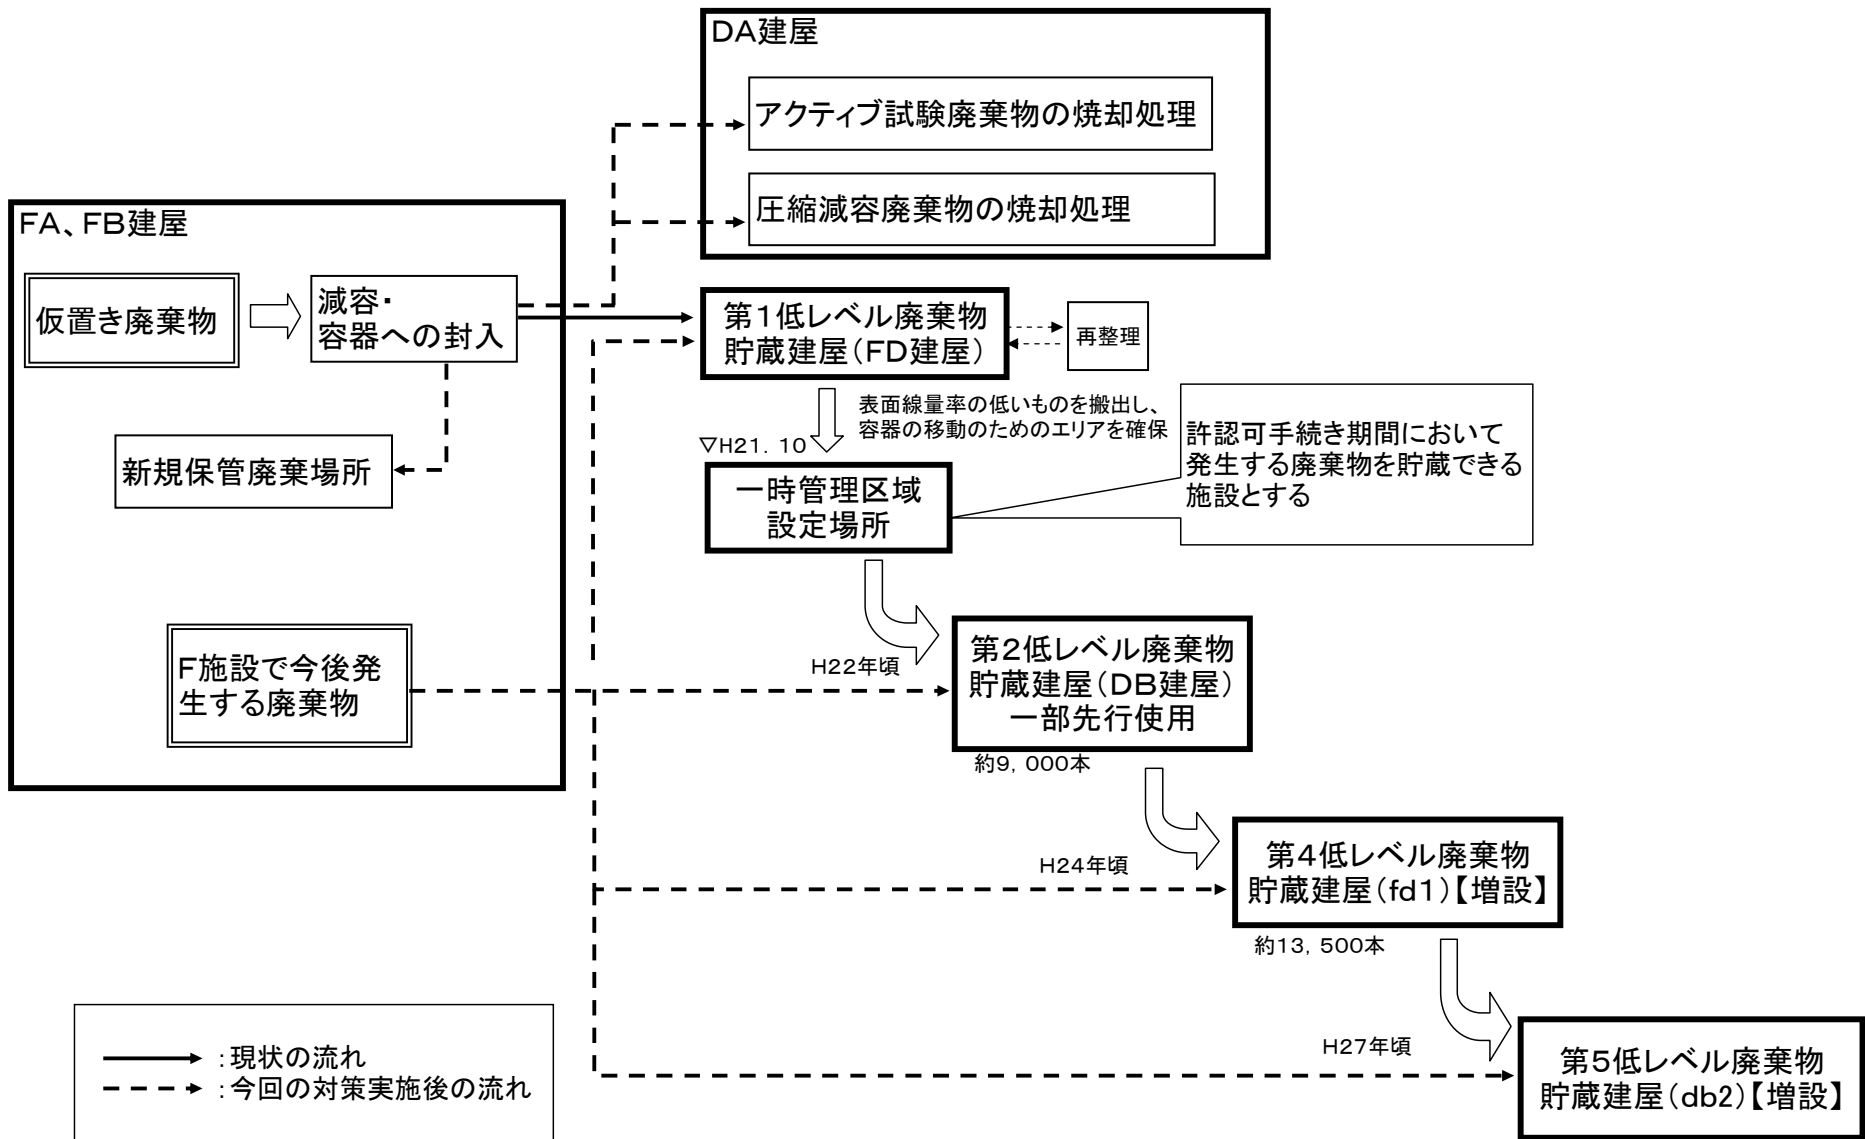 DA建屋
アクティブ試験廃棄物の焼却処理
圧縮減容廃棄物の焼却処理
FA、FB建屋
仮置き廃棄物
減容・
容器への封入
新規保管廃棄場所
F施設で今後発
生する廃棄物
第1低レベル廃棄物
貯蔵建屋(FD建屋)
再整理
表面線量率の低いものを搬出し、
容器の移動のためのエリアを確保
▽H21. 10
一時管理区域
設定場所
許認可手続き期間において
発生する廃棄物を貯蔵できる
施設とする
H22年頃
第2低レベル廃棄物
貯蔵建屋(DB建屋)
一部先行使用
約9, 000本
H24年頃
第4低レベル廃棄物
貯蔵建屋(fd1)【増設】
約13, 500本
H27年頃
第5低レベル廃棄物
貯蔵建屋(db2)【増設】
:現状の流れ
:今回の対策実施後の流れ